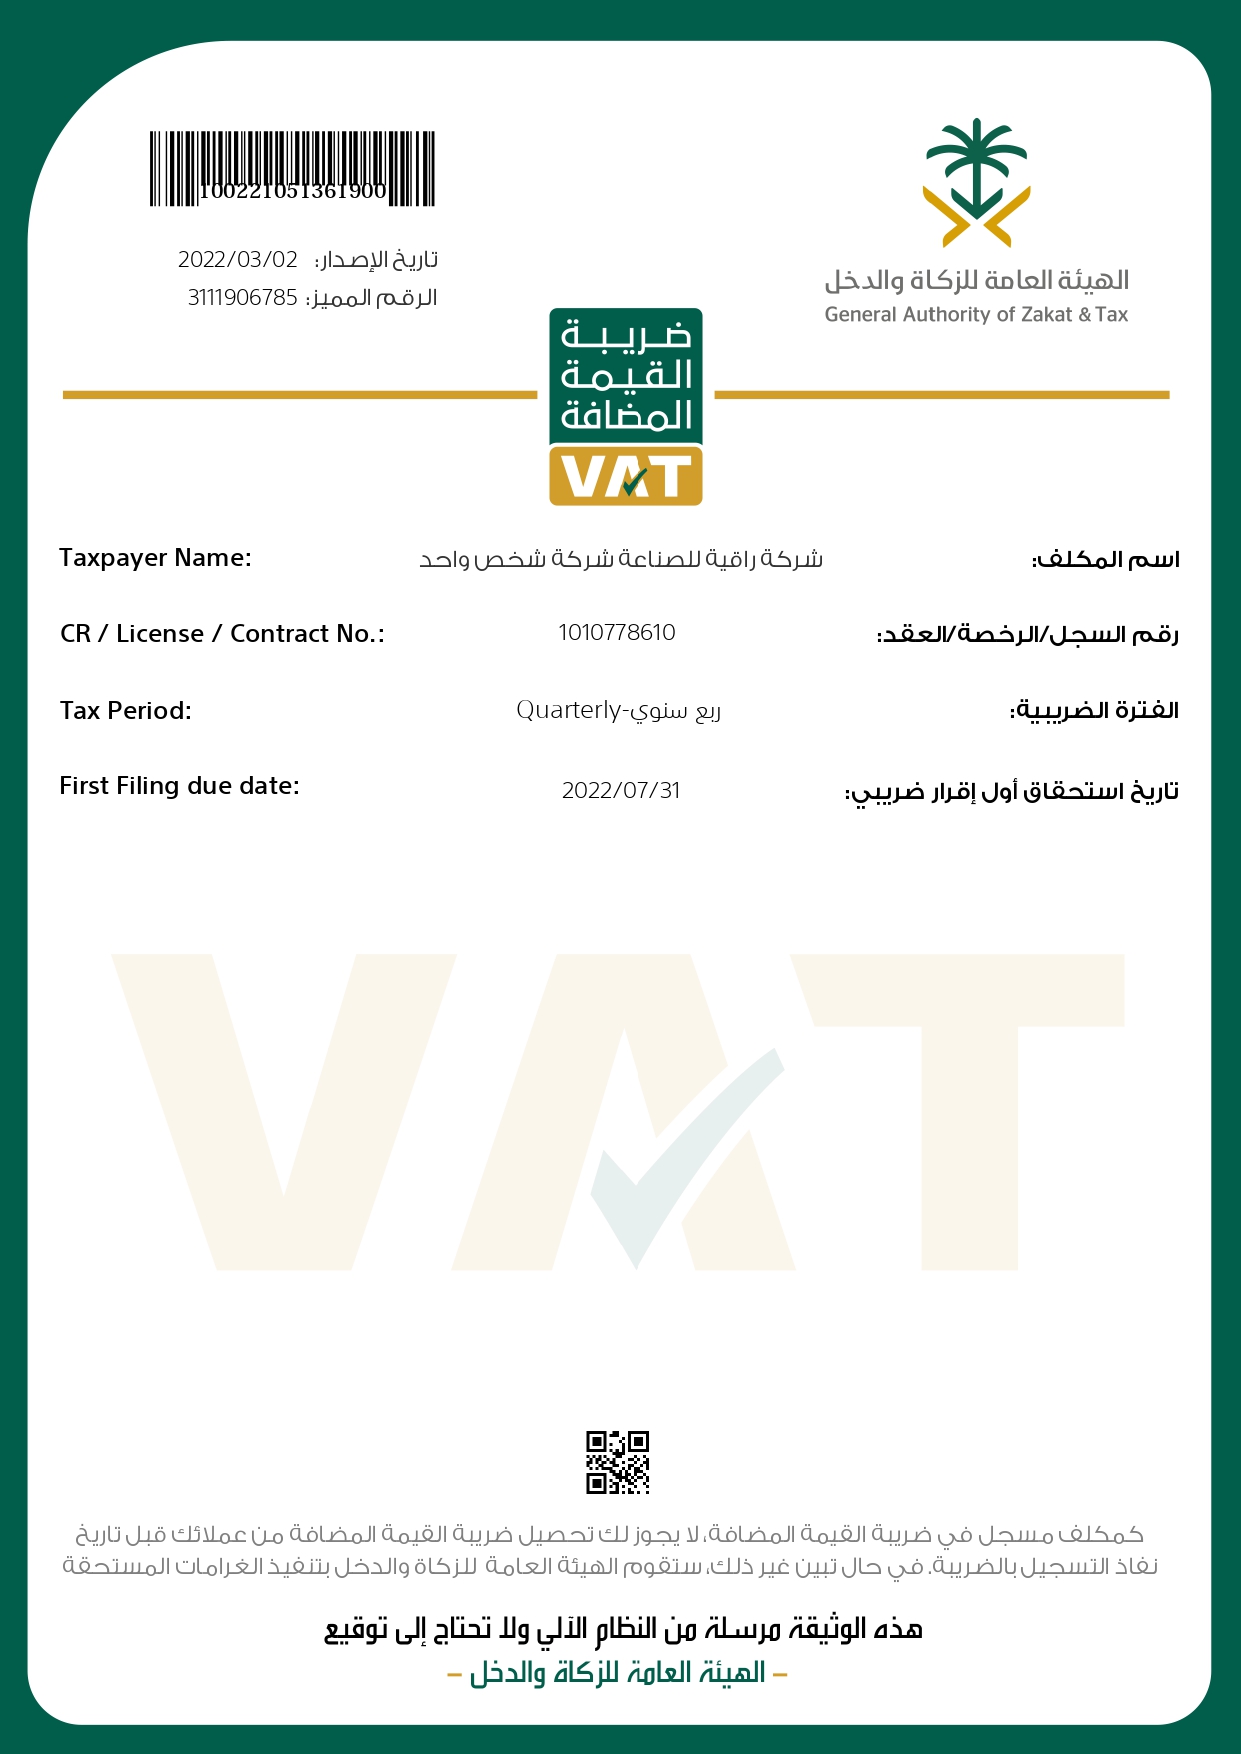 100221051361900
تاريخ الإصدار: 2022/03/02
الرقم المميز: 3111906785
الهيئة العامة للزكاة والدخل
General Authority of Zakat & Tax
ضريبة
القيمة
المضافة
VAT
Taxpayer Name: شركة راقية للصناعة شركة شخص واحد اسم المكلف:
CR / License / Contract No.: 1010778610 رقم السجل/الرخصة/العقد:
Tax Period: ربع سنوي-Quarterly الفترة الضريبية:
First Filing due date: 2022/07/31 تاريخ استحقاق أول إقرار ضريبي:
VAT
كمكلف مسجل في ضريبة القيمة المضافة، لا يجوز لك تحصيل ضريبة القيمة المضافة من عملائك قبل تاريخ
نفاذ التسجيل بالضريبة. في حال تبين غير ذلك، ستقوم الهيئة العامة للزكاة والدخل بتنفيذ الغرامات المستحقة
هذه الوثيقة مرسلة من النظام الآلي ولا تحتاج إلى توقيع
– الهيئة العامة للزكاة والدخل –